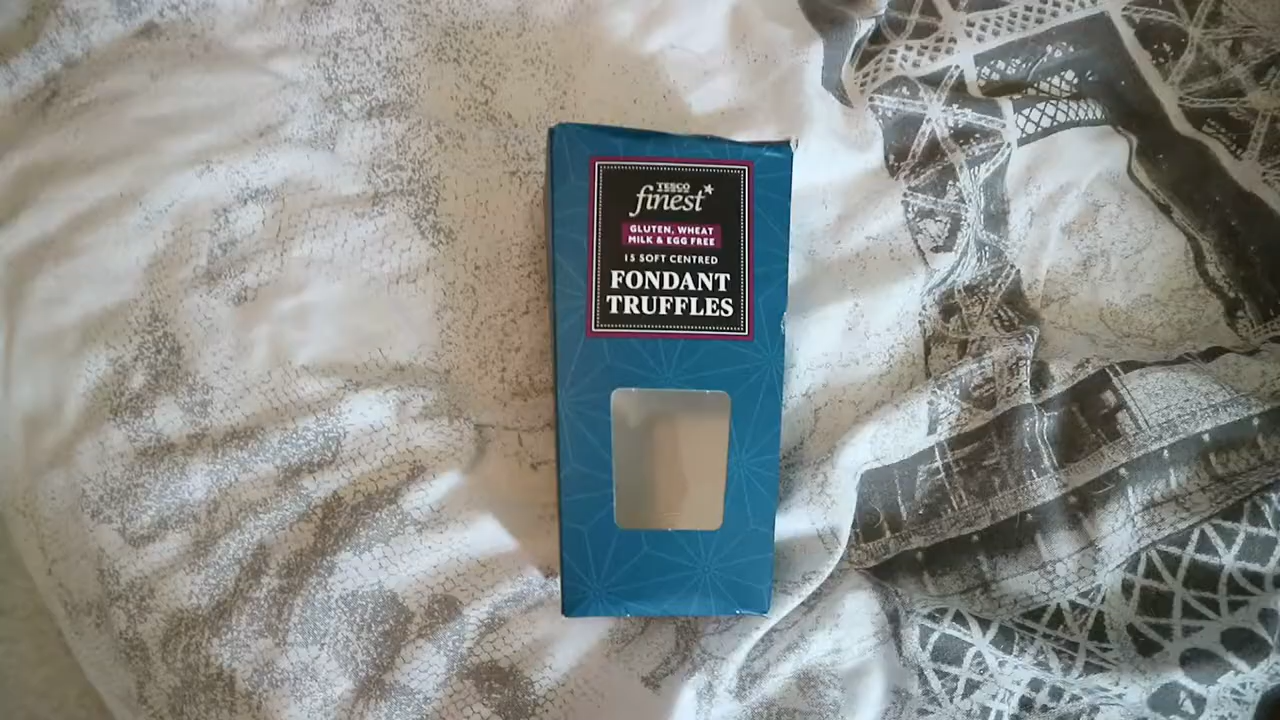 TESCO
finest*
GLUTEN, WHEAT
MILK & EGG FREE
15 SOFT CENTRED
FONDANT
TRUFFLES